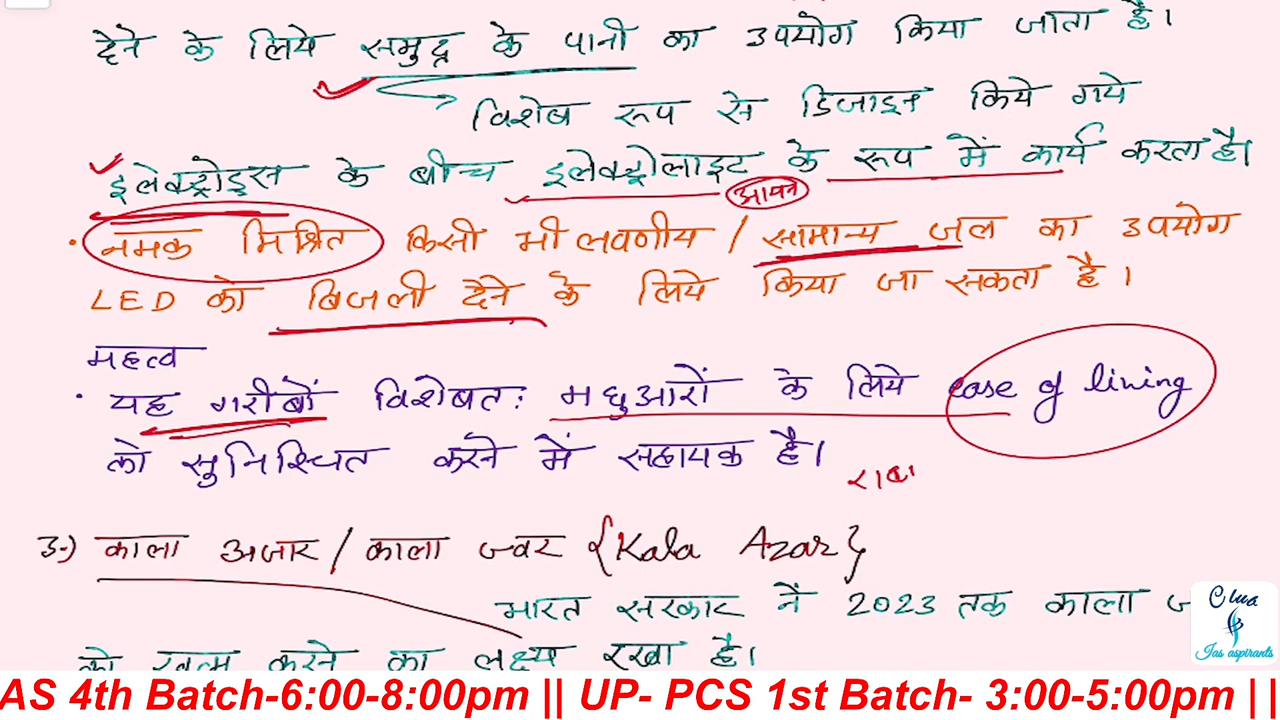 देने के लिये समुद्र के पानी का उपयोग किया जाता है।
विशेष रूप से डिजाइन किये गये
इलेक्ट्रोड्स के बीच इलेक्ट्रोलाइट के रूप में कार्य करता है।
आयन
• नमक मिश्रित किसी भी लवणीय / सामान्य जल का उपयोग
LED को बिजली देने के लिये किया जा सकता है।
महत्व
• यह गरीबों विशेषतः मछुआरों के लिये ease of living
को सुनिश्चित करने में सहायक है।
3-) काला अजार / काला ज्वर {Kala Azar}
भारत सरकार ने 2023 तक काला ज
को खत्म करने का लक्ष्य रखा है।
Ias aspirants
AS 4th Batch-6:00-8:00pm || UP- PCS 1st Batch- 3:00-5:00pm ||